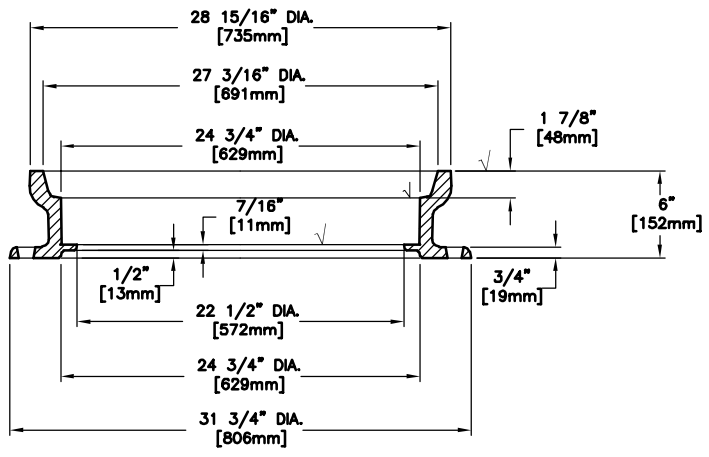 28 15/16" DIA.
[735mm]
27 3/16" DIA.
[691mm]
24 3/4" DIA.
[629mm]
1 7/8"
[48mm]
7/16"
[11mm]
6"
[152mm]
1/2"
[13mm]
3/4"
[19mm]
22 1/2" DIA.
[572mm]
24 3/4" DIA.
[629mm]
31 3/4" DIA.
[806mm]